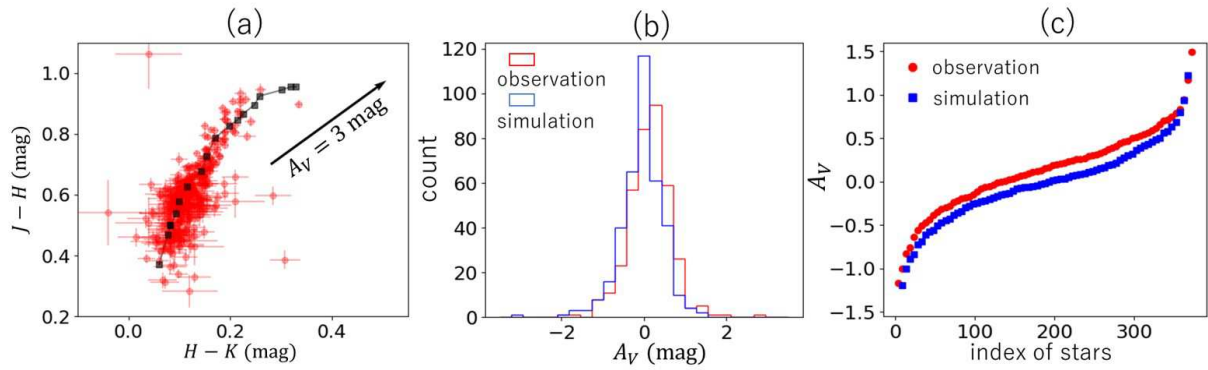 (a)
J − H (mag)
1.0
0.8
0.6
0.4
0.2
A_V = 3 mag
0.0
0.2
0.4
H − K (mag)
(b)
count
120
100
80
60
40
20
0
observation
simulation
−2
0
2
A_V (mag)
(c)
A_V
1.5
1.0
0.5
0.0
−0.5
−1.0
−1.5
observation
simulation
0
100
200
300
index of stars